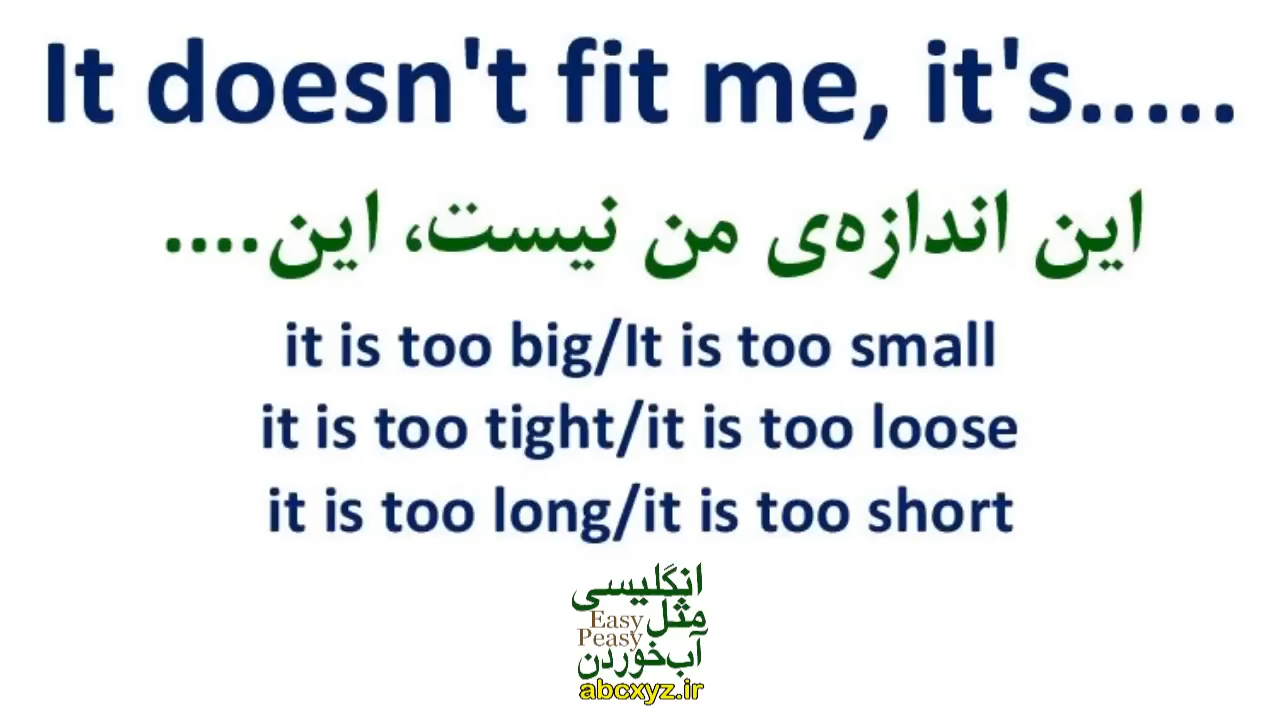 It doesn't fit me, it's.....
این اندازه‌ی من نیست، این....
it is too big/It is too small
it is too tight/it is too loose
it is too long/it is too short
انگلیسی
مثل
Easy
Peasy
آب‌خوردن
abcxyz.ir